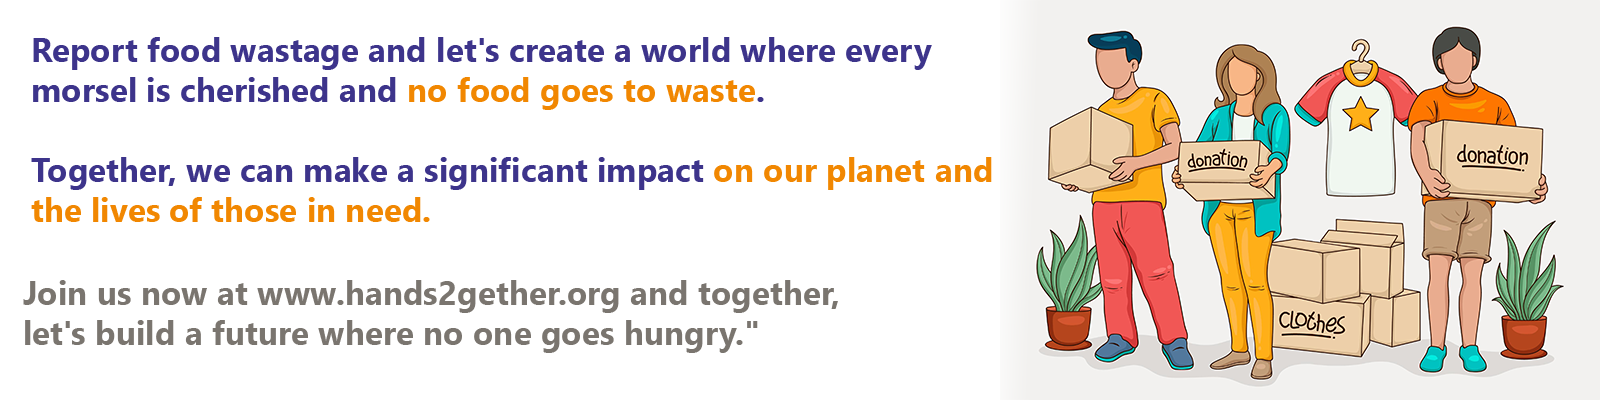 Report food wastage and let's create a world where every
morsel is cherished and no food goes to waste.
Together, we can make a significant impact on our planet and
the lives of those in need.
Join us now at www.hands2gether.org and together,
let's build a future where no one goes hungry."
donation
donation
CLOthes